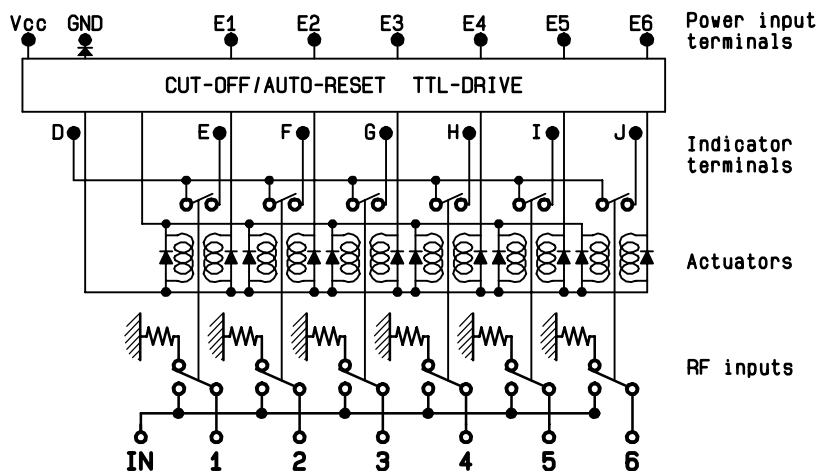 Vcc GND E1 E2 E3 E4 E5 E6 Power input
terminals
CUT-OFF/AUTO-RESET TTL-DRIVE
D E F G H I J Indicator
terminals
Actuators
RF inputs
IN 1 2 3 4 5 6